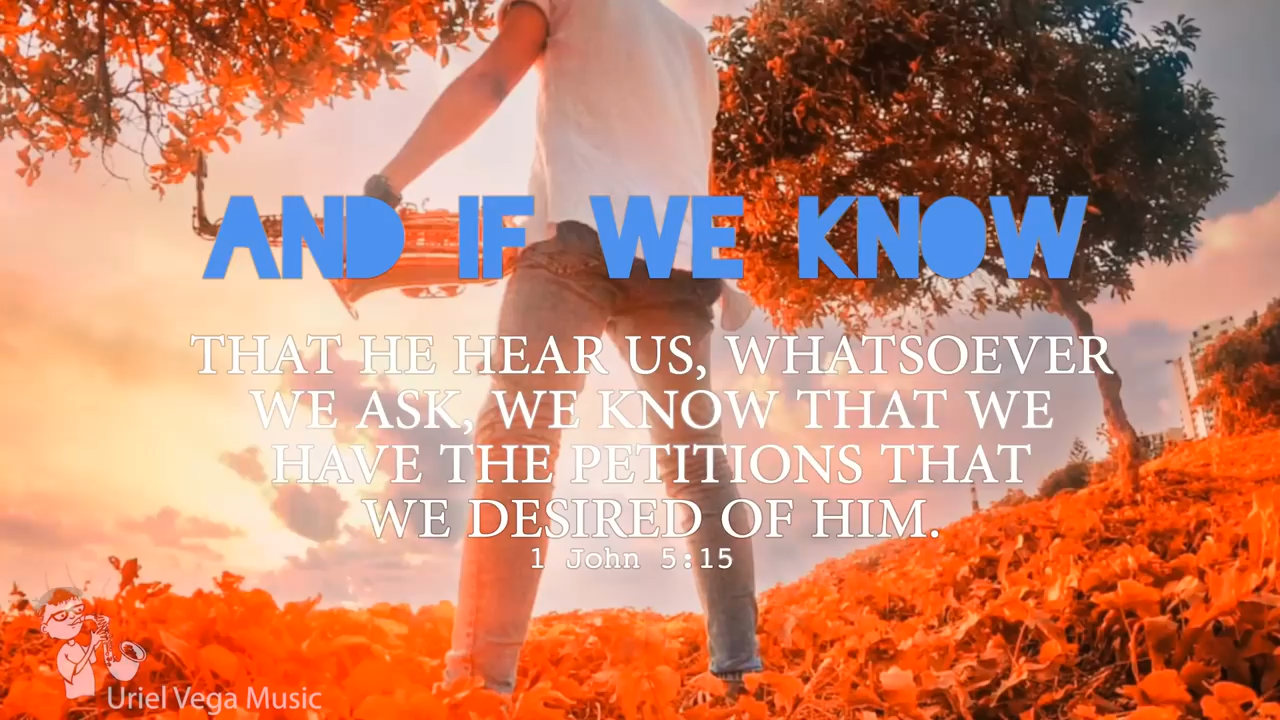 AND IF WE KNOW
THAT HE HEAR US, WHATSOEVER
WE ASK, WE KNOW THAT WE
HAVE THE PETITIONS THAT
WE DESIRED OF HIM.
1 John 5:15
Uriel Vega Music